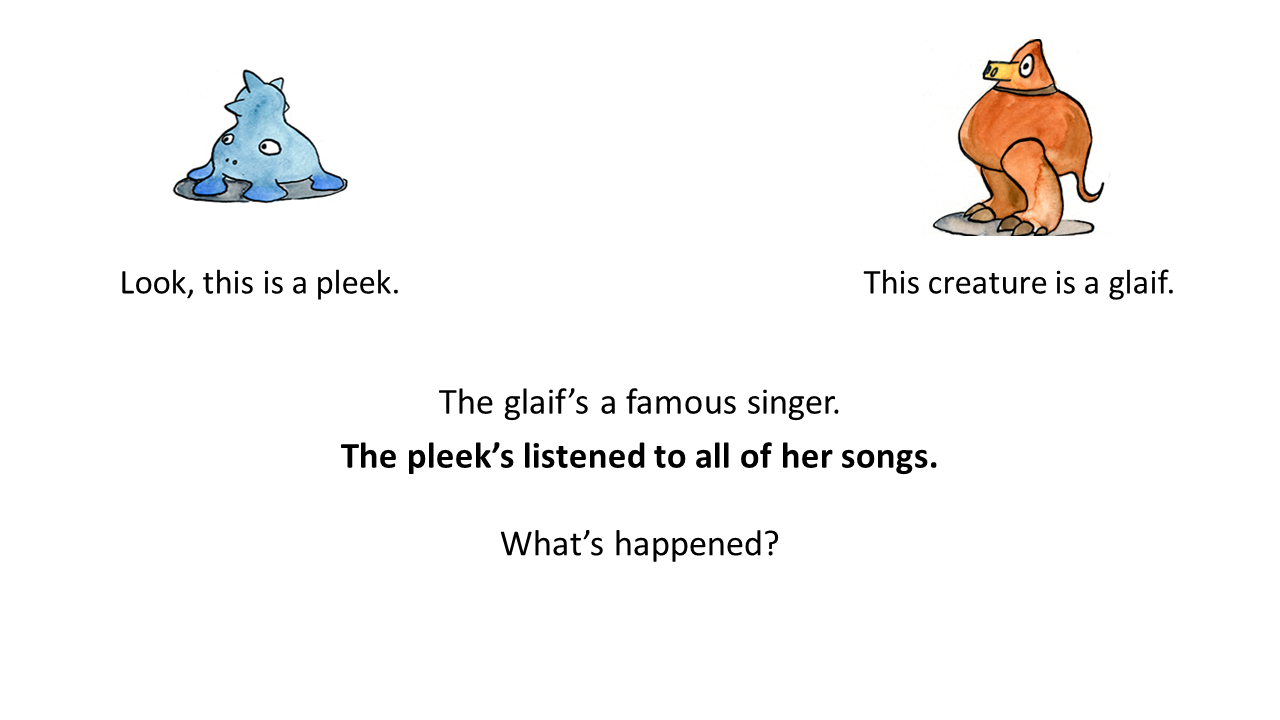 Look, this is a pleek.
This creature is a glaif.
The glaif’s a famous singer.
The pleek’s listened to all of her songs.
What’s happened?